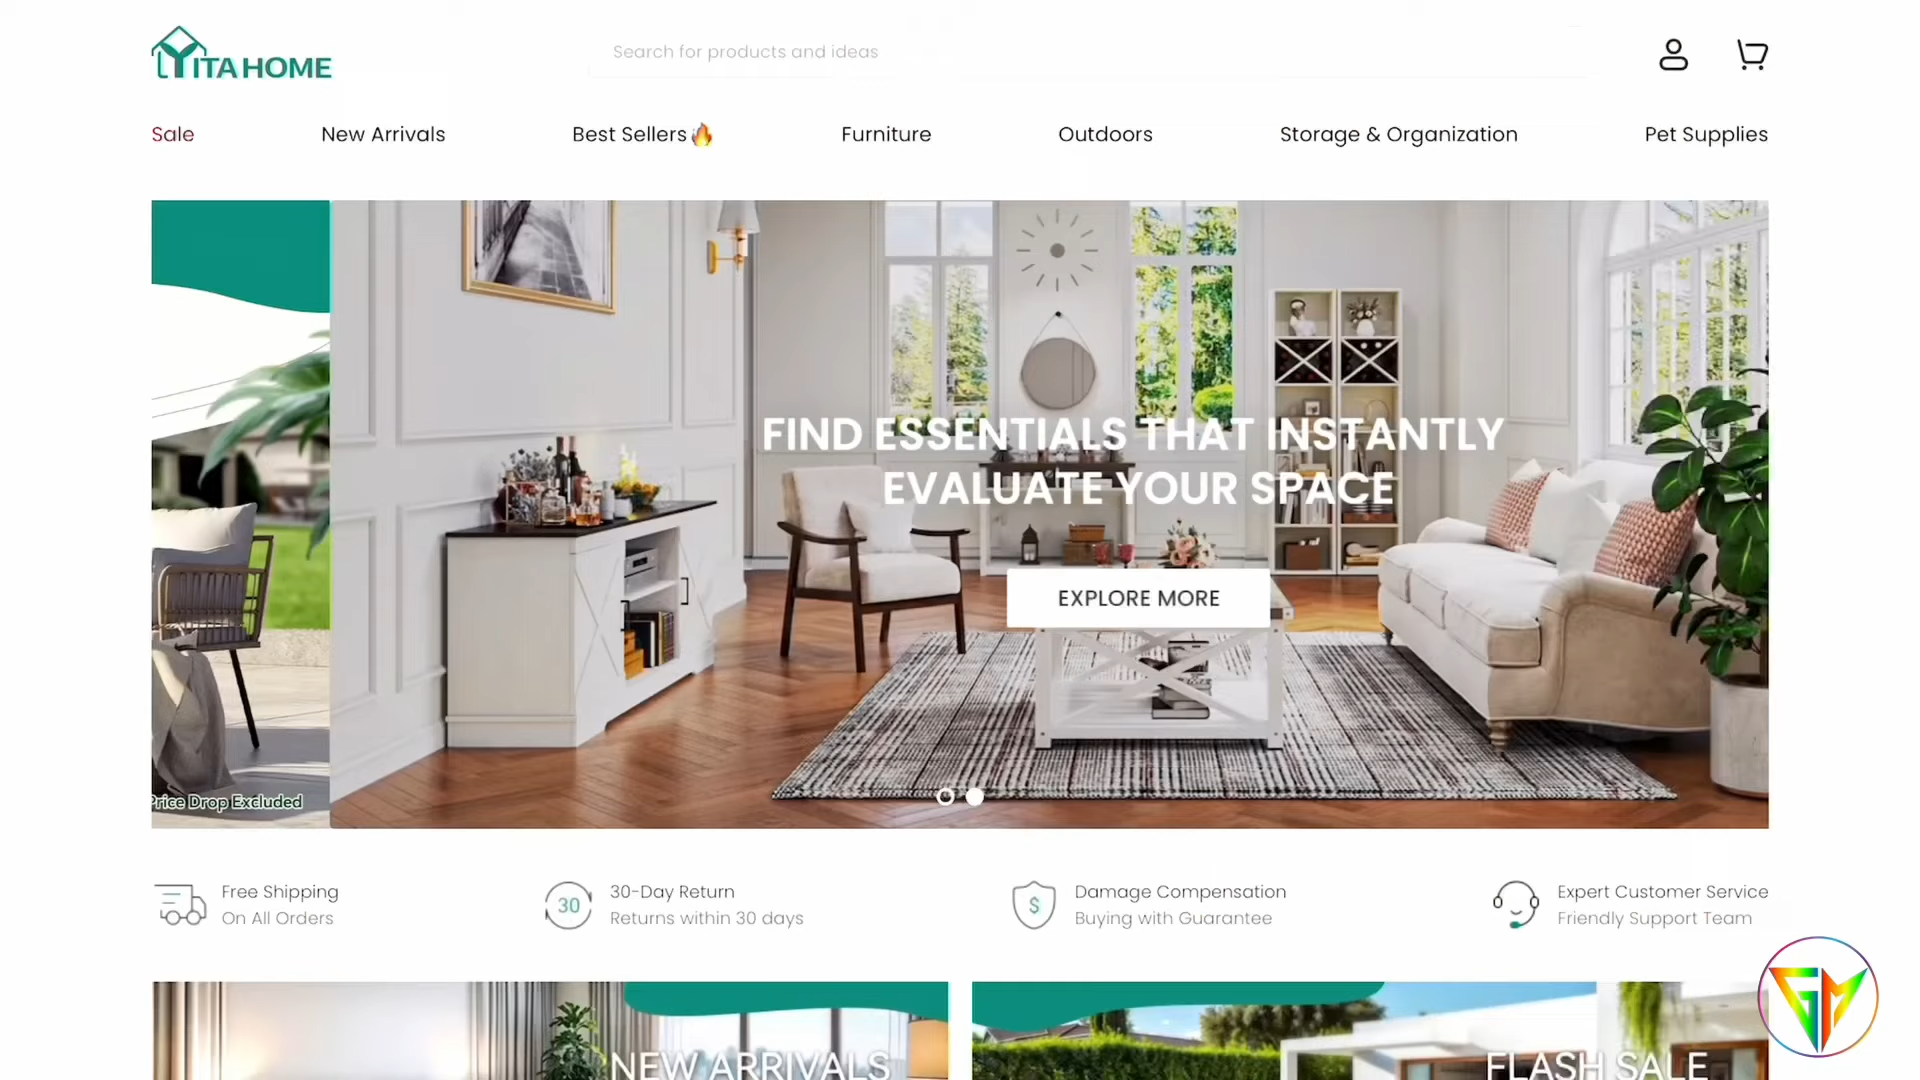 YITAHOME
Search for products and ideas
Sale
New Arrivals
Best Sellers🔥
Furniture
Outdoors
Storage & Organization
Pet Supplies
FIND ESSENTIALS THAT INSTANTLY
EVALUATE YOUR SPACE
EXPLORE MORE
Price Drop Excluded
Free Shipping
On All Orders
30
30-Day Return
Returns within 30 days
$
Damage Compensation
Buying with Guarantee
Expert Customer Service
Friendly Support Team
NEW ARRIVALS
FLASH SALE
GM